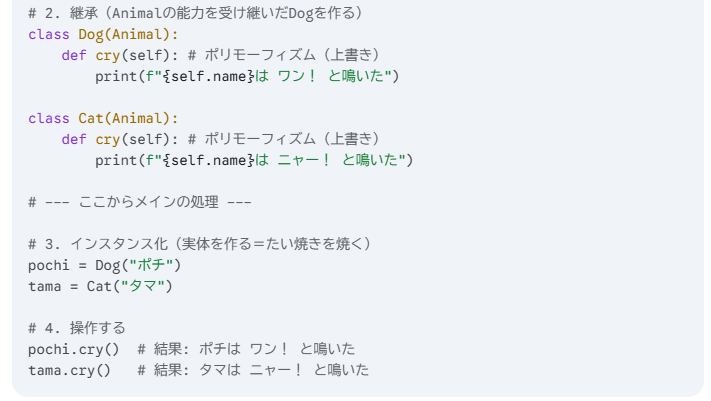 # 2. 継承（Animalの能力を受け継いだDogを作る）
class Dog(Animal):
    def cry(self): # ポリモーフィズム（上書き）
        print(f"{self.name}は ワン！ と鳴いた")
class Cat(Animal):
    def cry(self): # ポリモーフィズム（上書き）
        print(f"{self.name}は ニャー！ と鳴いた")
# --- ここからメインの処理 ---
# 3. インスタンス化（実体を作る＝たい焼きを焼く）
pochi = Dog("ポチ")
tama = Cat("タマ")
# 4. 操作する
pochi.cry()  # 結果: ポチは ワン！ と鳴いた
tama.cry()   # 結果: タマは ニャー！ と鳴いた